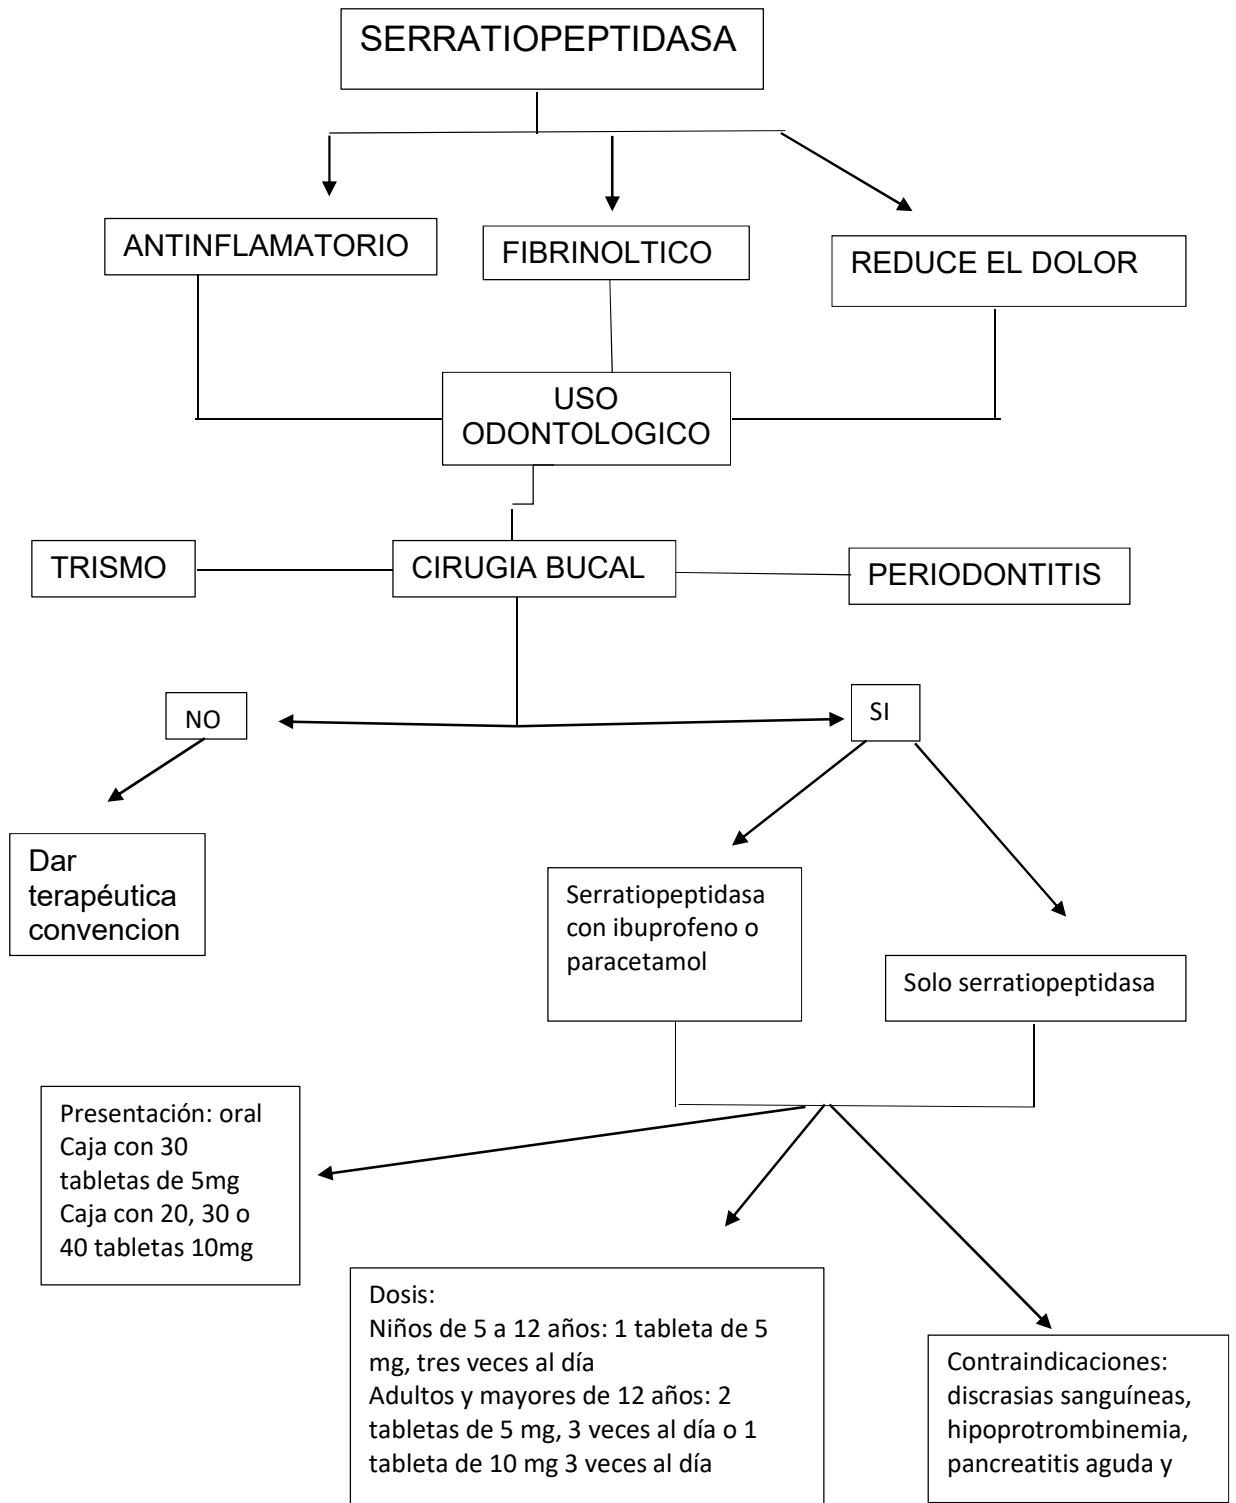 SERRATIOPEPTIDASA
ANTINFLAMATORIO
FIBRINOLTICO
REDUCE EL DOLOR
USO
ODONTOLOGICO
TRISMO
CIRUGIA BUCAL
PERIODONTITIS
NO
SI
Dar
terapéutica
convencion
Serratiopeptidasa
con ibuprofeno o
paracetamol
Solo serratiopeptidasa
Presentación: oral
Caja con 30
tabletas de 5mg
Caja con 20, 30 o
40 tabletas 10mg
Dosis:
Niños de 5 a 12 años: 1 tableta de 5
mg, tres veces al día
Adultos y mayores de 12 años: 2
tabletas de 5 mg, 3 veces al día o 1
tableta de 10 mg 3 veces al día
Contraindicaciones:
discrasias sanguíneas,
hipoprotrombinemia,
pancreatitis aguda y